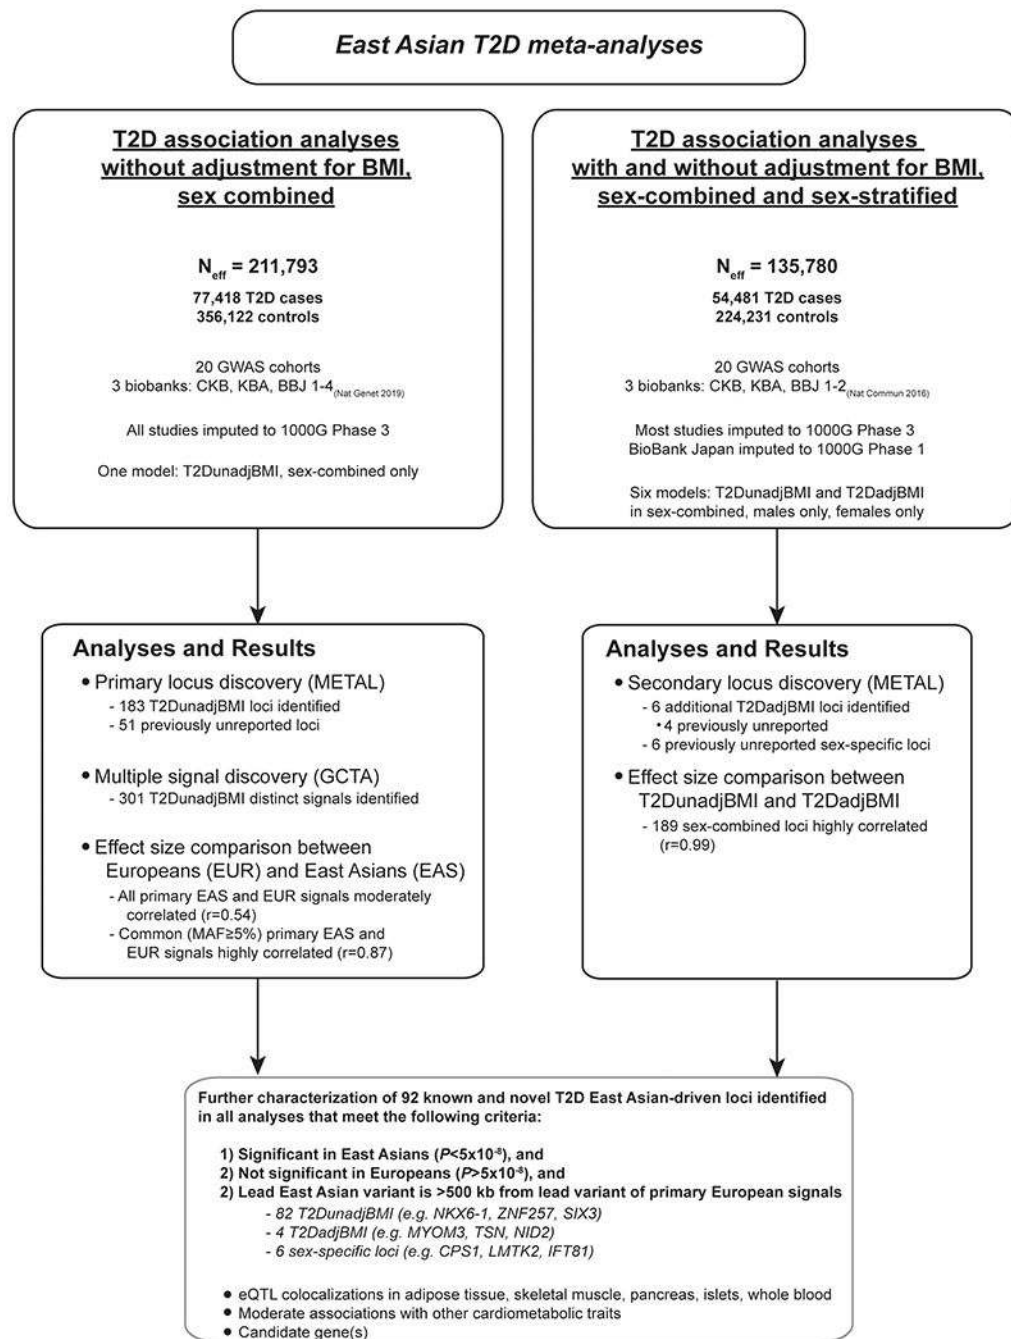 East Asian T2D meta-analyses
T2D association analyses
without adjustment for BMI,
sex combined
Neff = 211,793
77,418 T2D cases
356,122 controls
20 GWAS cohorts
3 biobanks: CKB, KBA, BBJ 1-4(Nat Genet 2019)
All studies imputed to 1000G Phase 3
One model: T2DunadjBMI, sex-combined only
T2D association analyses
with and without adjustment for BMI,
sex-combined and sex-stratified
Neff = 135,780
54,481 T2D cases
224,231 controls
20 GWAS cohorts
3 biobanks: CKB, KBA, BBJ 1-2(Nat Commun 2016)
Most studies imputed to 1000G Phase 3
BioBank Japan imputed to 1000G Phase 1
Six models: T2DunadjBMI and T2DadjBMI
in sex-combined, males only, females only
Analyses and Results
• Primary locus discovery (METAL)
- 183 T2DunadjBMI loci identified
- 51 previously unreported loci
• Multiple signal discovery (GCTA)
- 301 T2DunadjBMI distinct signals identified
• Effect size comparison between
Europeans (EUR) and East Asians (EAS)
- All primary EAS and EUR signals moderately
correlated (r=0.54)
- Common (MAF≥5%) primary EAS and
EUR signals highly correlated (r=0.87)
Analyses and Results
• Secondary locus discovery (METAL)
- 6 additional T2DadjBMI loci identified
• 4 previously unreported
- 6 previously unreported sex-specific loci
• Effect size comparison between
T2DunadjBMI and T2DadjBMI
- 189 sex-combined loci highly correlated
(r=0.99)
Further characterization of 92 known and novel T2D East Asian-driven loci identified
in all analyses that meet the following criteria:
1) Significant in East Asians (P<5x10⁻⁸), and
2) Not significant in Europeans (P>5x10⁻⁸), and
2) Lead East Asian variant is >500 kb from lead variant of primary European signals
- 82 T2DunadjBMI (e.g. NKX6-1, ZNF257, SIX3)
- 4 T2DadjBMI (e.g. MYOM3, TSN, NID2)
- 6 sex-specific loci (e.g. CPS1, LMTK2, IFT81)
• eQTL colocalizations in adipose tissue, skeletal muscle, pancreas, islets, whole blood
• Moderate associations with other cardiometabolic traits
• Candidate gene(s)